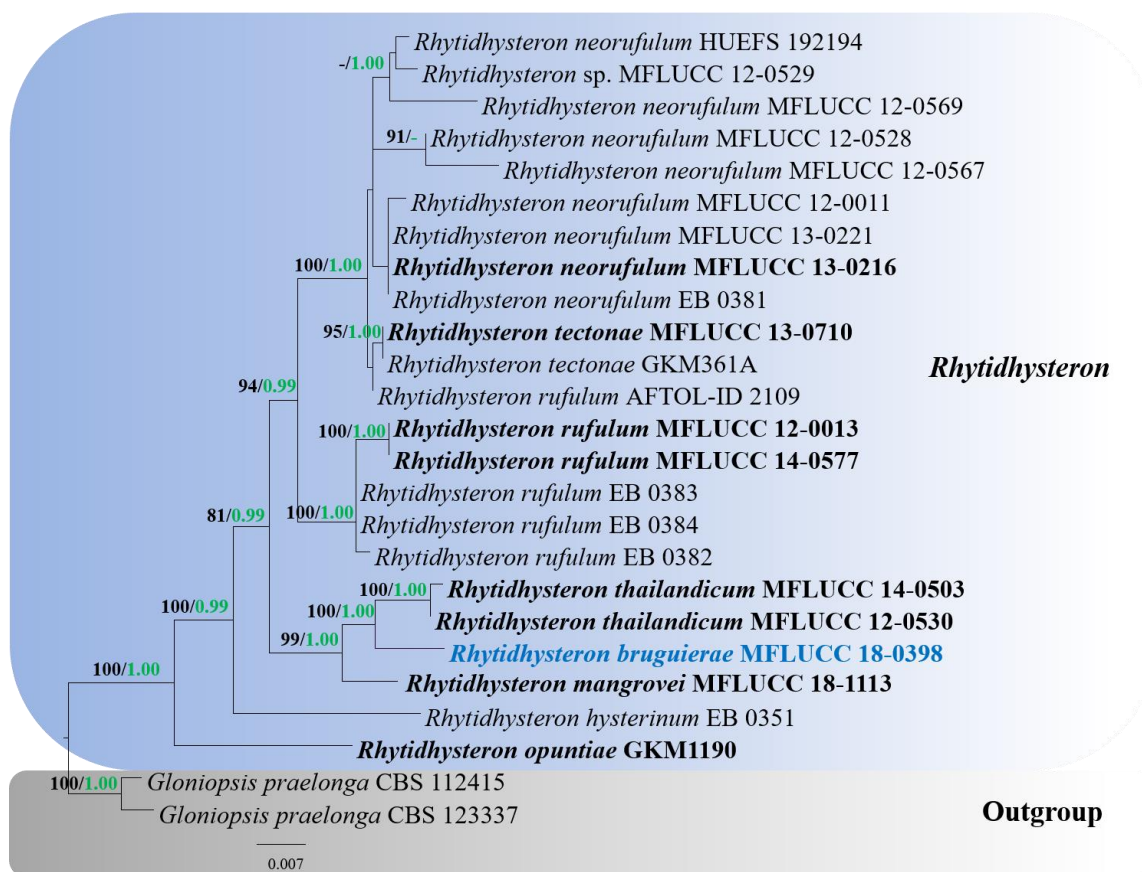 Rhytidhysteron neorufulum HUEFS 192194
-/1.00
Rhytidhysteron sp. MFLUCC 12-0529
Rhytidhysteron neorufulum MFLUCC 12-0569
91/-
Rhytidhysteron neorufulum MFLUCC 12-0528
Rhytidhysteron neorufulum MFLUCC 12-0567
Rhytidhysteron neorufulum MFLUCC 12-0011
Rhytidhysteron neorufulum MFLUCC 13-0221
100/1.00
Rhytidhysteron neorufulum MFLUCC 13-0216
Rhytidhysteron neorufulum EB 0381
95/1.00
Rhytidhysteron tectonae MFLUCC 13-0710
Rhytidhysteron tectonae GKM361A
Rhytidhysteron
94/0.99
Rhytidhysteron rufulum AFTOL-ID 2109
100/1.00
Rhytidhysteron rufulum MFLUCC 12-0013
Rhytidhysteron rufulum MFLUCC 14-0577
Rhytidhysteron rufulum EB 0383
81/0.99
100/1.00
Rhytidhysteron rufulum EB 0384
Rhytidhysteron rufulum EB 0382
100/1.00
Rhytidhysteron thailandicum MFLUCC 14-0503
100/0.99
100/1.00
Rhytidhysteron thailandicum MFLUCC 12-0530
99/1.00
Rhytidhysteron bruguierae MFLUCC 18-0398
100/1.00
Rhytidhysteron mangrovei MFLUCC 18-1113
Rhytidhysteron hysterinum EB 0351
Rhytidhysteron opuntiae GKM1190
100/1.00
Gloniopsis praelonga CBS 112415
Gloniopsis praelonga CBS 123337
Outgroup
0.007